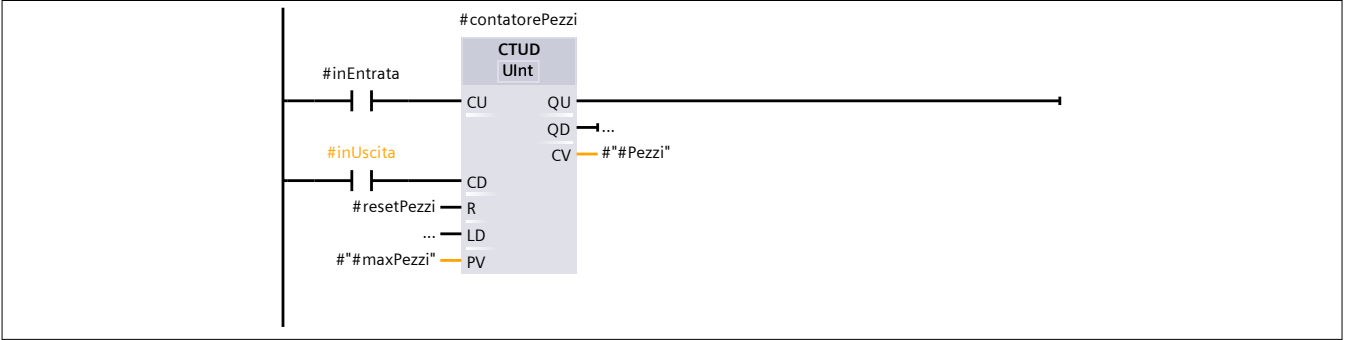 #contatorePezzi
CTUD
UInt
#inEntrata
CU QU
QD ...
#inUscita
CV #"#Pezzi"
CD
#resetPezzi R
... LD
#"#maxPezzi" PV